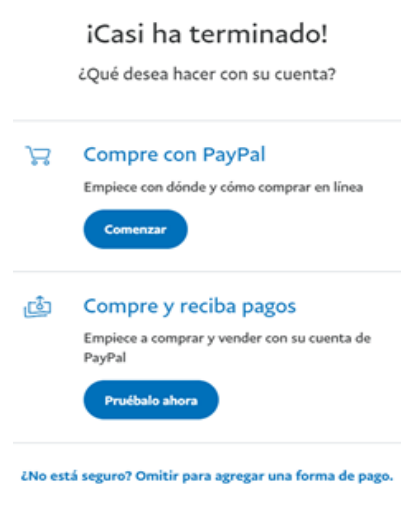 ¡Casi ha terminado!
¿Qué desea hacer con su cuenta?
Compre con PayPal
Empiece con dónde y cómo comprar en línea
Comenzar
Compre y reciba pagos
Empiece a comprar y vender con su cuenta de
PayPal
Pruébalo ahora
¿No está seguro? Omitir para agregar una forma de pago.